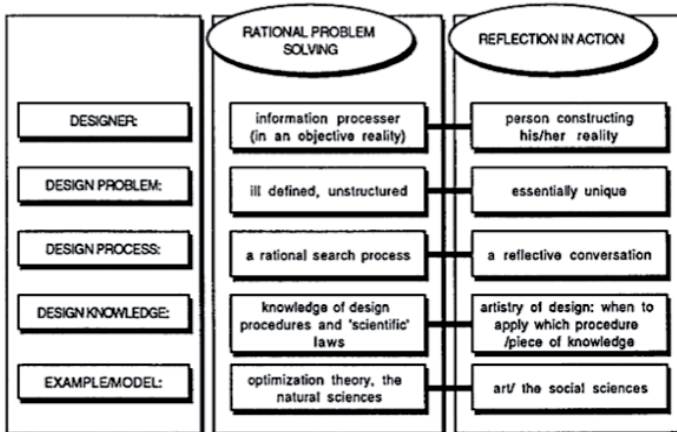 RATIONAL PROBLEM
SOLVING
REFLECTION IN ACTION
DESIGNER:
information processer
(in an objective reality)
person constructing
his/her reality
DESIGN PROBLEM:
ill defined, unstructured
essentially unique
DESIGN PROCESS:
a rational search process
a reflective conversation
DESIGN KNOWLEDGE:
knowledge of design
procedures and 'scientific'
laws
artistry of design: when to
apply which procedure
/piece of knowledge
EXAMPLE/MODEL:
optimization theory, the
natural sciences
art/ the social sciences